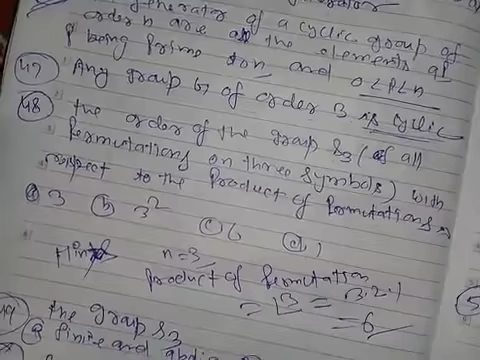 generator of a cyclic group of
order n are all the elements of
p being prime to n, and 0<p<n
47) Any group G of order 3 is cyclic
48) The order of the group S3 (of all
Permutations on three symbols) with
respect to the product of Permutations is
(a) 3 (b) 3² (c) 6 (d) 1
Hint n=3
product of Permutation
= ⌊3 = 3.2.1
= 6
49) the group S3
(a) finite and